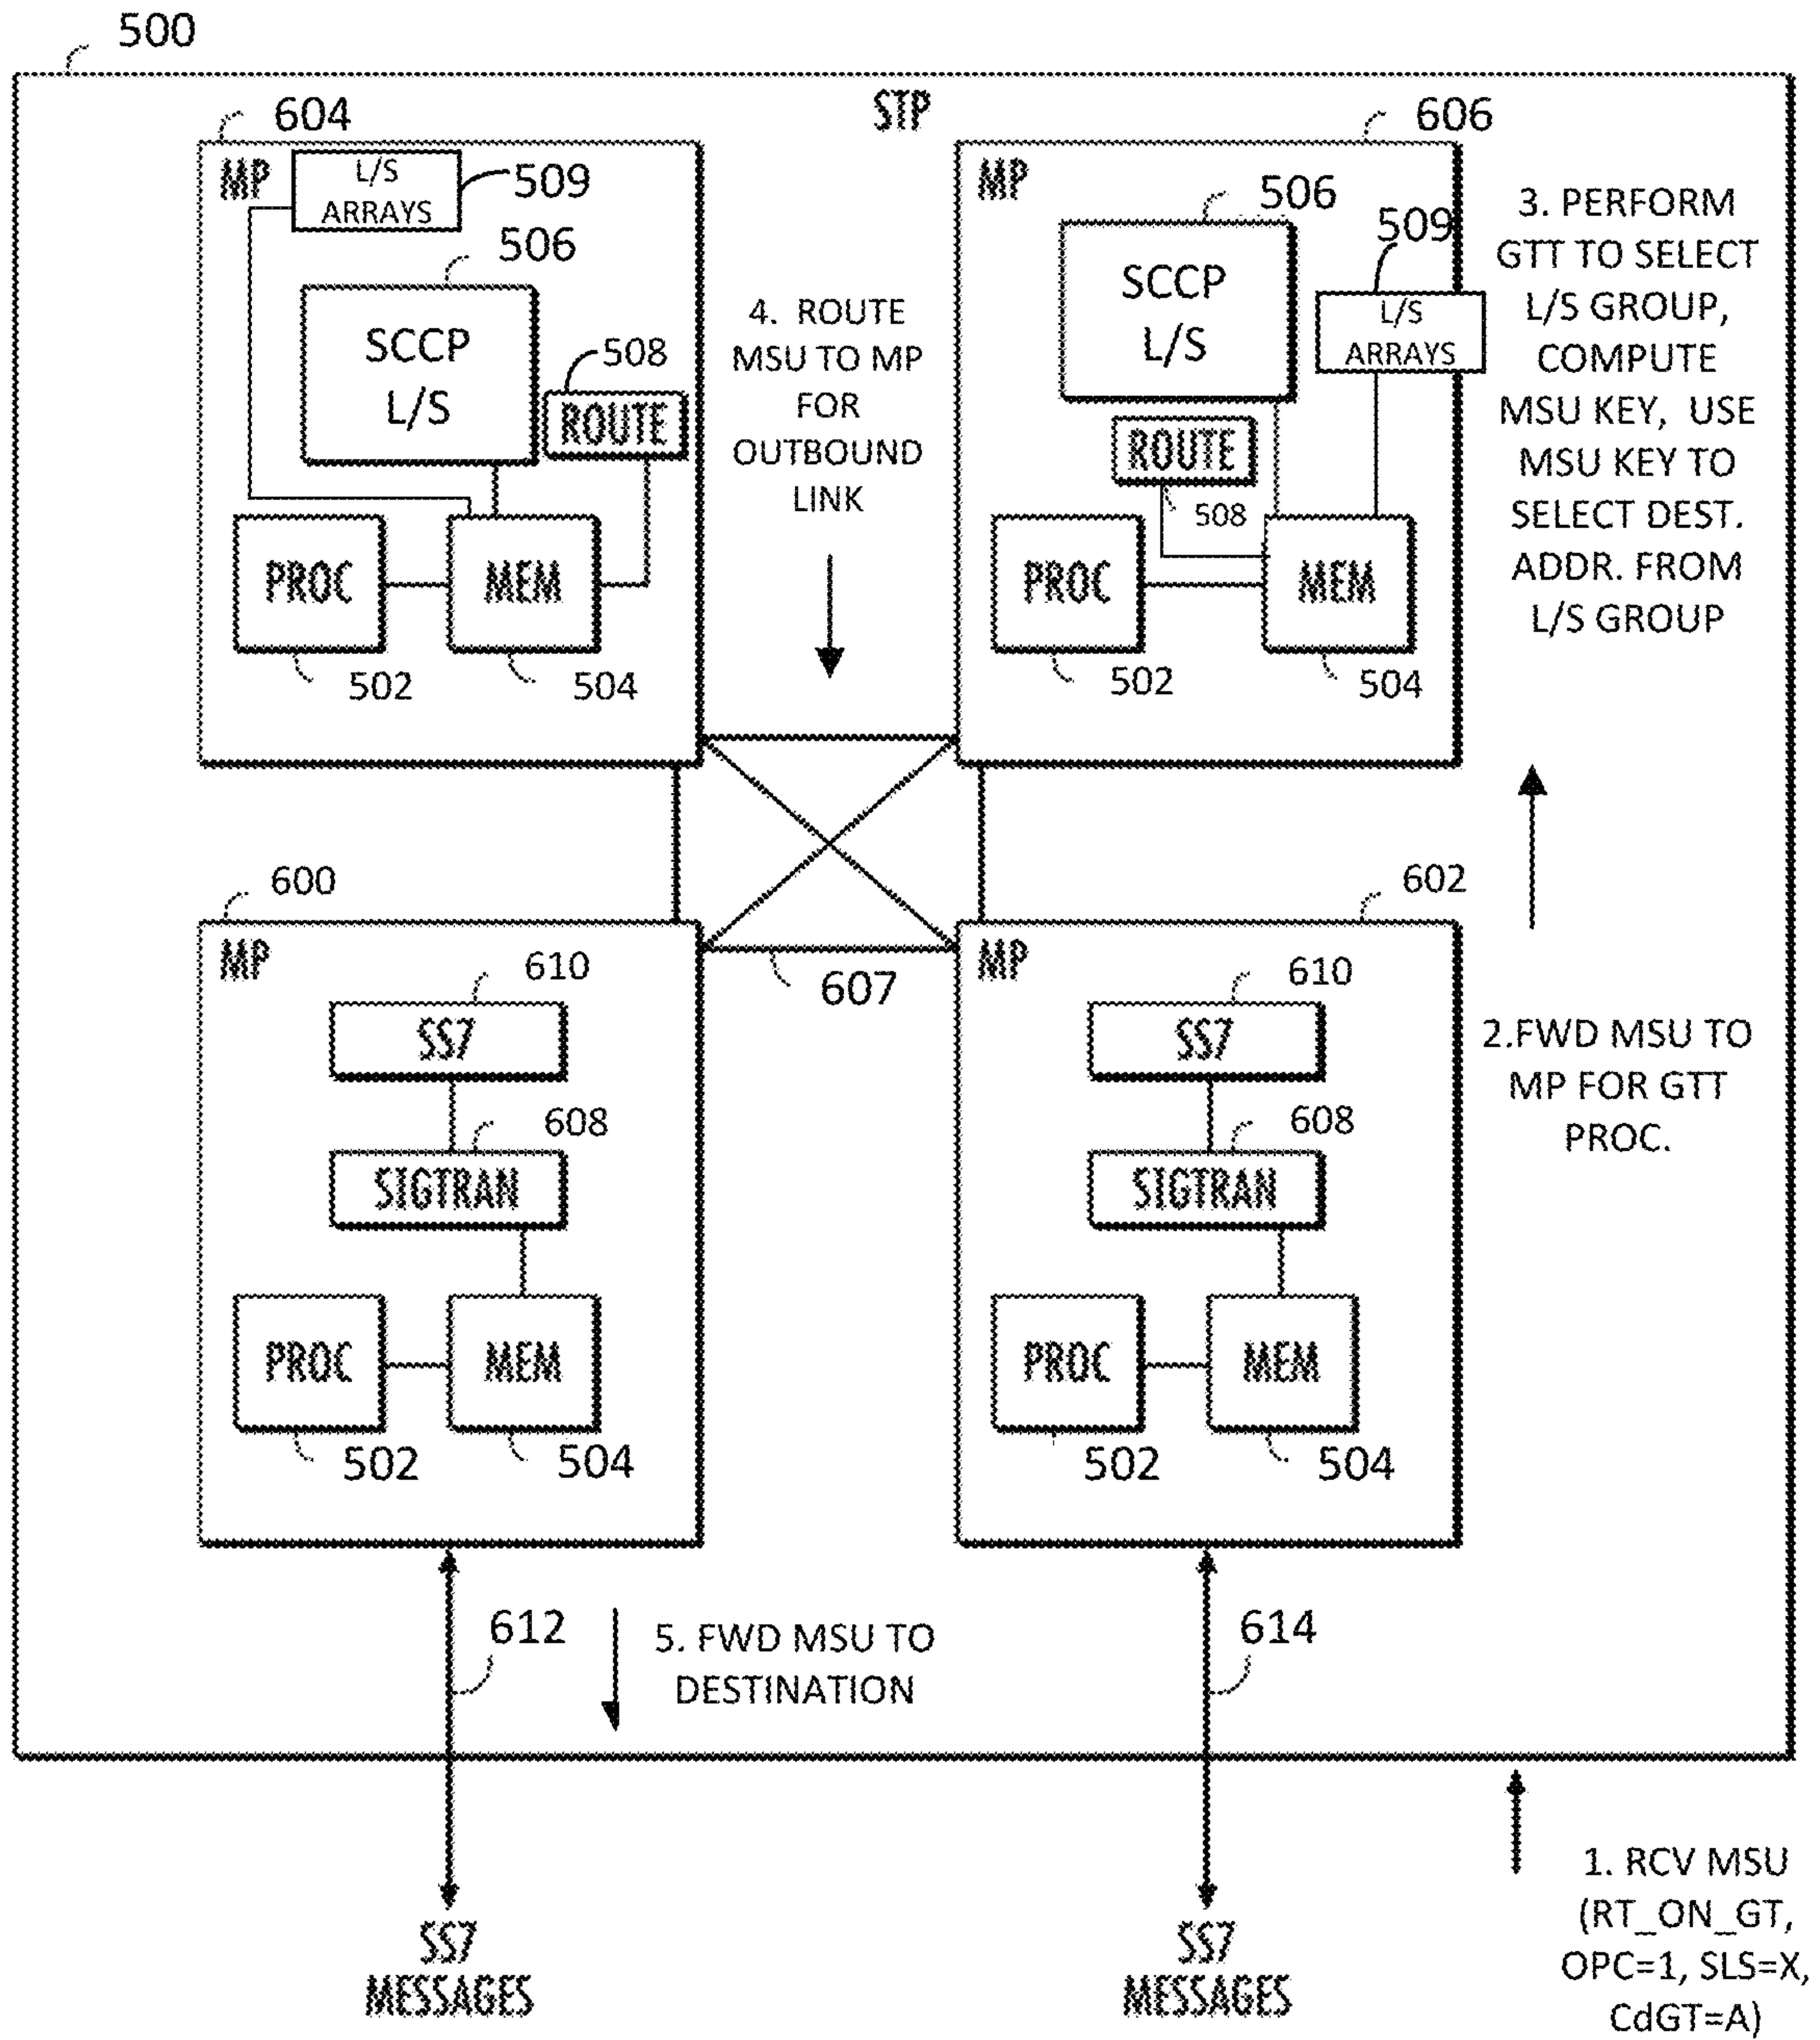 500
STP
604
MP
L/S
ARRAYS
509
506
SCCP
L/S
508
ROUTE
PROC
MEM
502
504
4. ROUTE
MSU TO MP
FOR
OUTBOUND
LINK
606
MP
506
509
SCCP
L/S
L/S
ARRAYS
ROUTE
508
PROC
MEM
502
504
3. PERFORM
GTT TO SELECT
L/S GROUP,
COMPUTE
MSU KEY, USE
MSU KEY TO
SELECT DEST.
ADDR. FROM
L/S GROUP
600
MP
610
SS7
608
SIGTRAN
PROC
MEM
502
504
607
602
MP
610
SS7
608
SIGTRAN
PROC
MEM
502
504
2.FWD MSU TO
MP FOR GTT
PROC.
612
5. FWD MSU TO
DESTINATION
614
SS7
MESSAGES
SS7
MESSAGES
1. RCV MSU
(RT_ON_GT,
OPC=1, SLS=X,
CdGT=A)